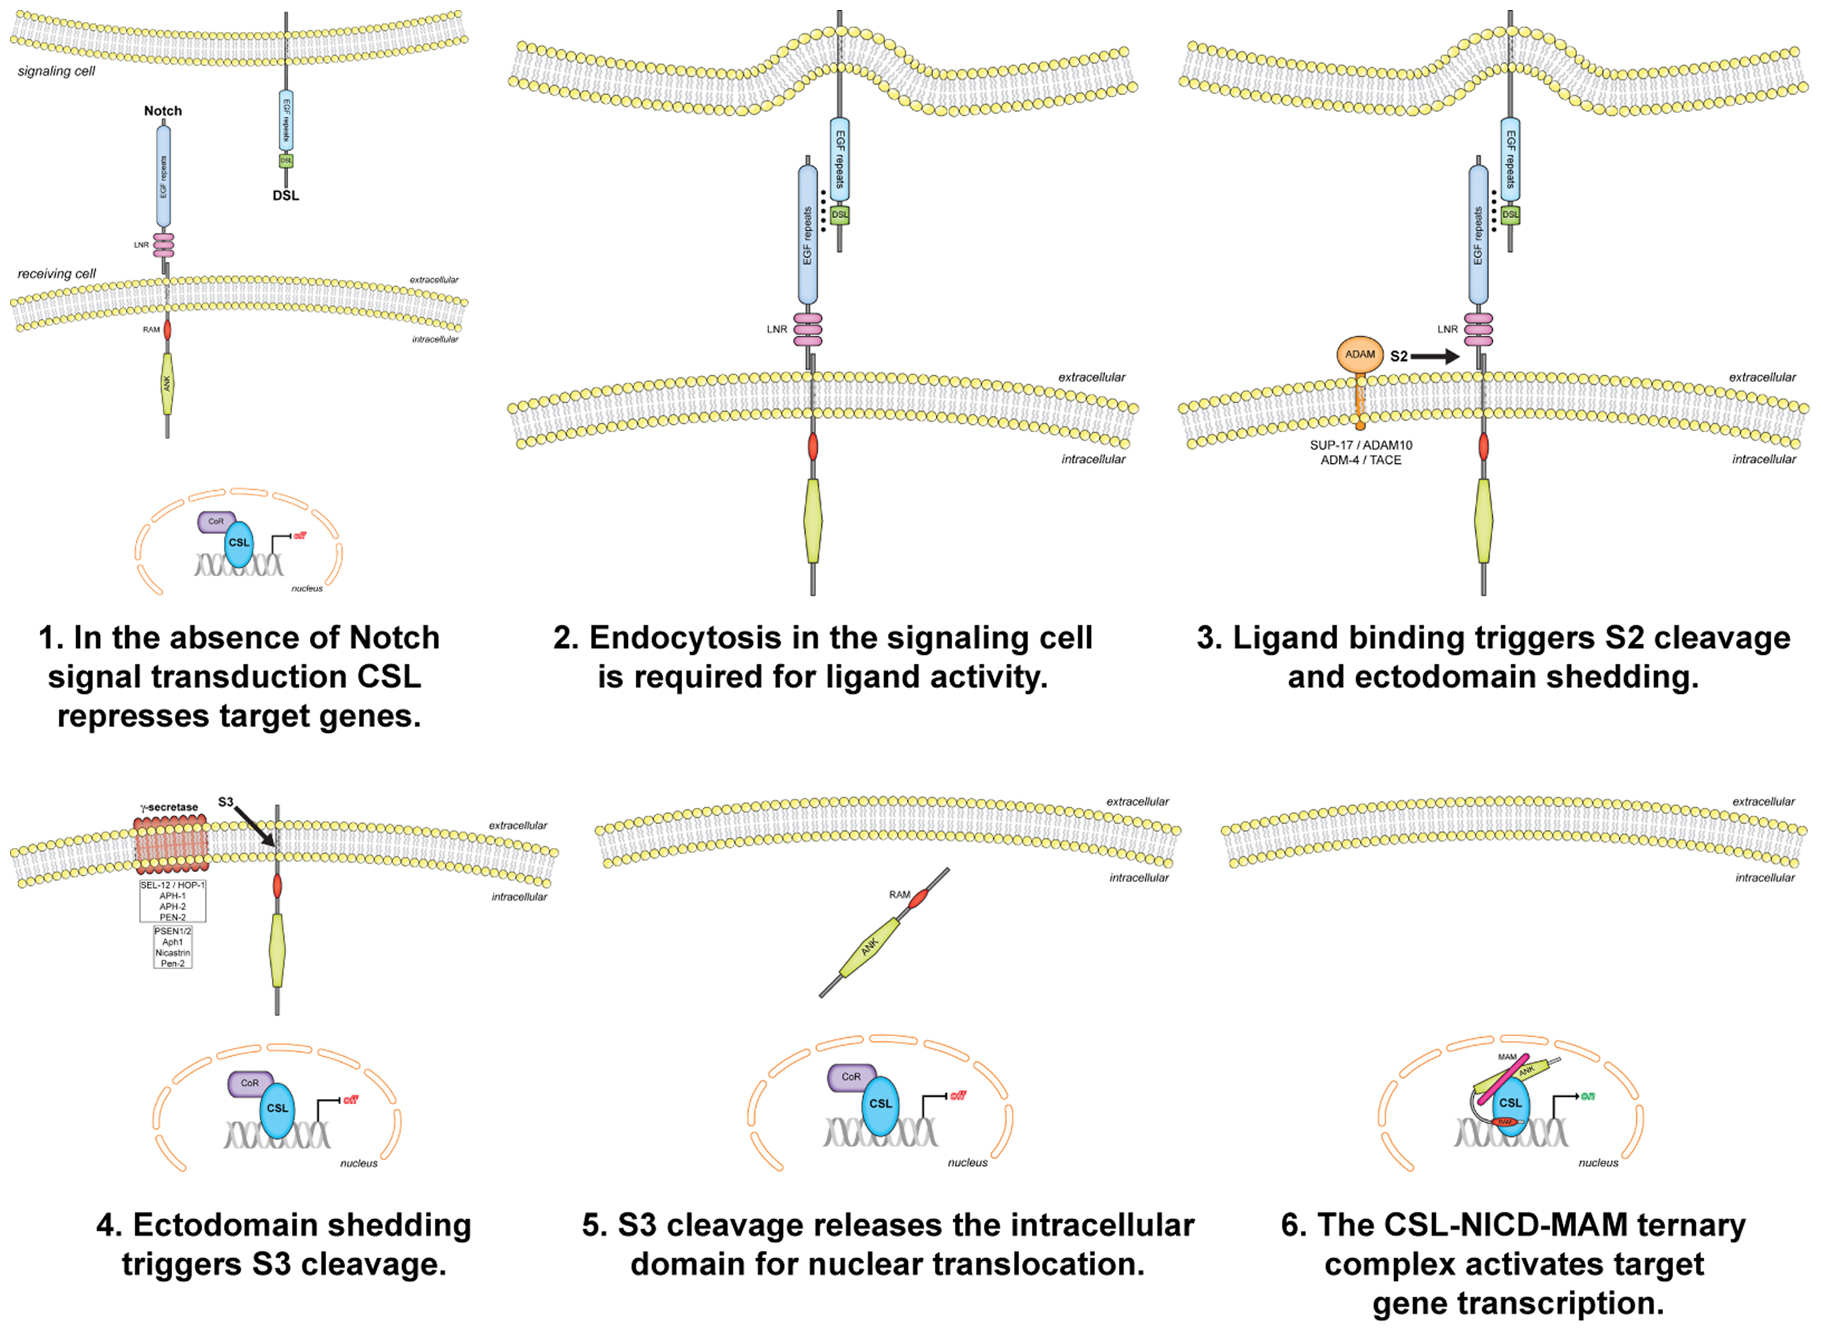 signaling cell
Notch
EGF repeats
DSL
DSL
EGF repeats
LNR
receiving cell
extracellular
RAM
intracellular
ANK
CoR
CSL
off
nucleus
1. In the absence of Notch
signal transduction CSL
represses target genes.
EGF repeats
DSL
EGF repeats
LNR
extracellular
intracellular
2. Endocytosis in the signaling cell
is required for ligand activity.
EGF repeats
DSL
EGF repeats
LNR
ADAM
S2
extracellular
SUP-17 / ADAM10
ADM-4 / TACE
intracellular
3. Ligand binding triggers S2 cleavage
and ectodomain shedding.
γ-secretase
S3
extracellular
intracellular
SEL-12 / HOP-1
APH-1
APH-2
PEN-2
PSEN1/2
Aph1
Nicastrin
Pen-2
CoR
CSL
off
nucleus
4. Ectodomain shedding
triggers S3 cleavage.
extracellular
intracellular
RAM
ANK
CoR
CSL
off
nucleus
5. S3 cleavage releases the intracellular
domain for nuclear translocation.
extracellular
intracellular
MAM
ANK
CSL
on
RAM
nucleus
6. The CSL-NICD-MAM ternary
complex activates target
gene transcription.